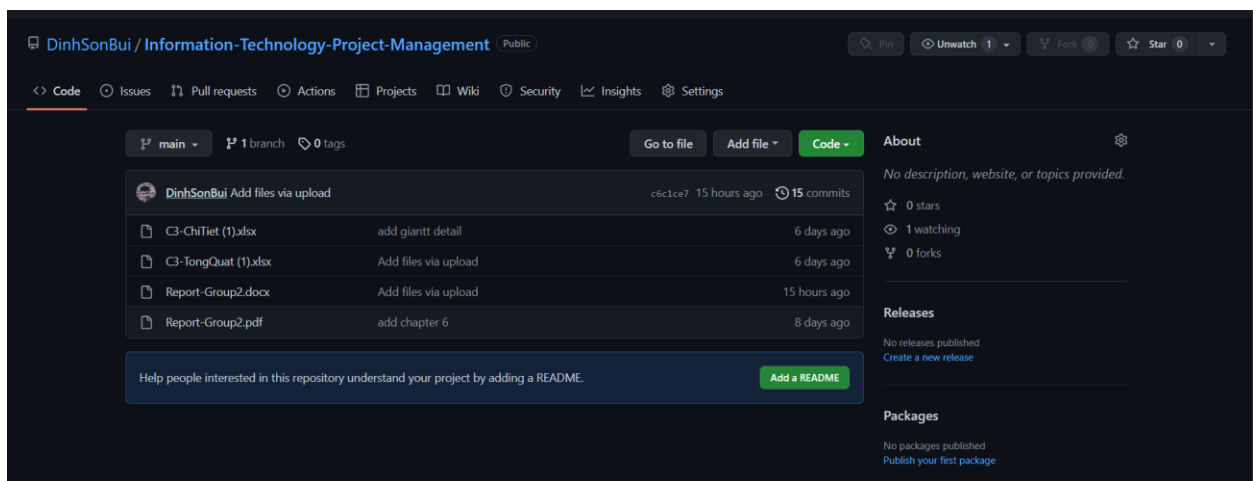 DinhSonBui / Information-Technology-Project-Management Public
Pin Unwatch 1 Fork 0 Star 0
Code Issues Pull requests Actions Projects Wiki Security Insights Settings
main 1 branch 0 tags Go to file Add file Code
DinhSonBui Add files via upload c6c1ce7 15 hours ago 15 commits
C3-ChiTiet (1).xlsx add giantt detail 6 days ago
C3-TongQuat (1).xlsx Add files via upload 6 days ago
Report-Group2.docx Add files via upload 15 hours ago
Report-Group2.pdf add chapter 6 8 days ago
Help people interested in this repository understand your project by adding a README. Add a README
About
No description, website, or topics provided.
0 stars
1 watching
0 forks
Releases
No releases published
Create a new release
Packages
No packages published
Publish your first package